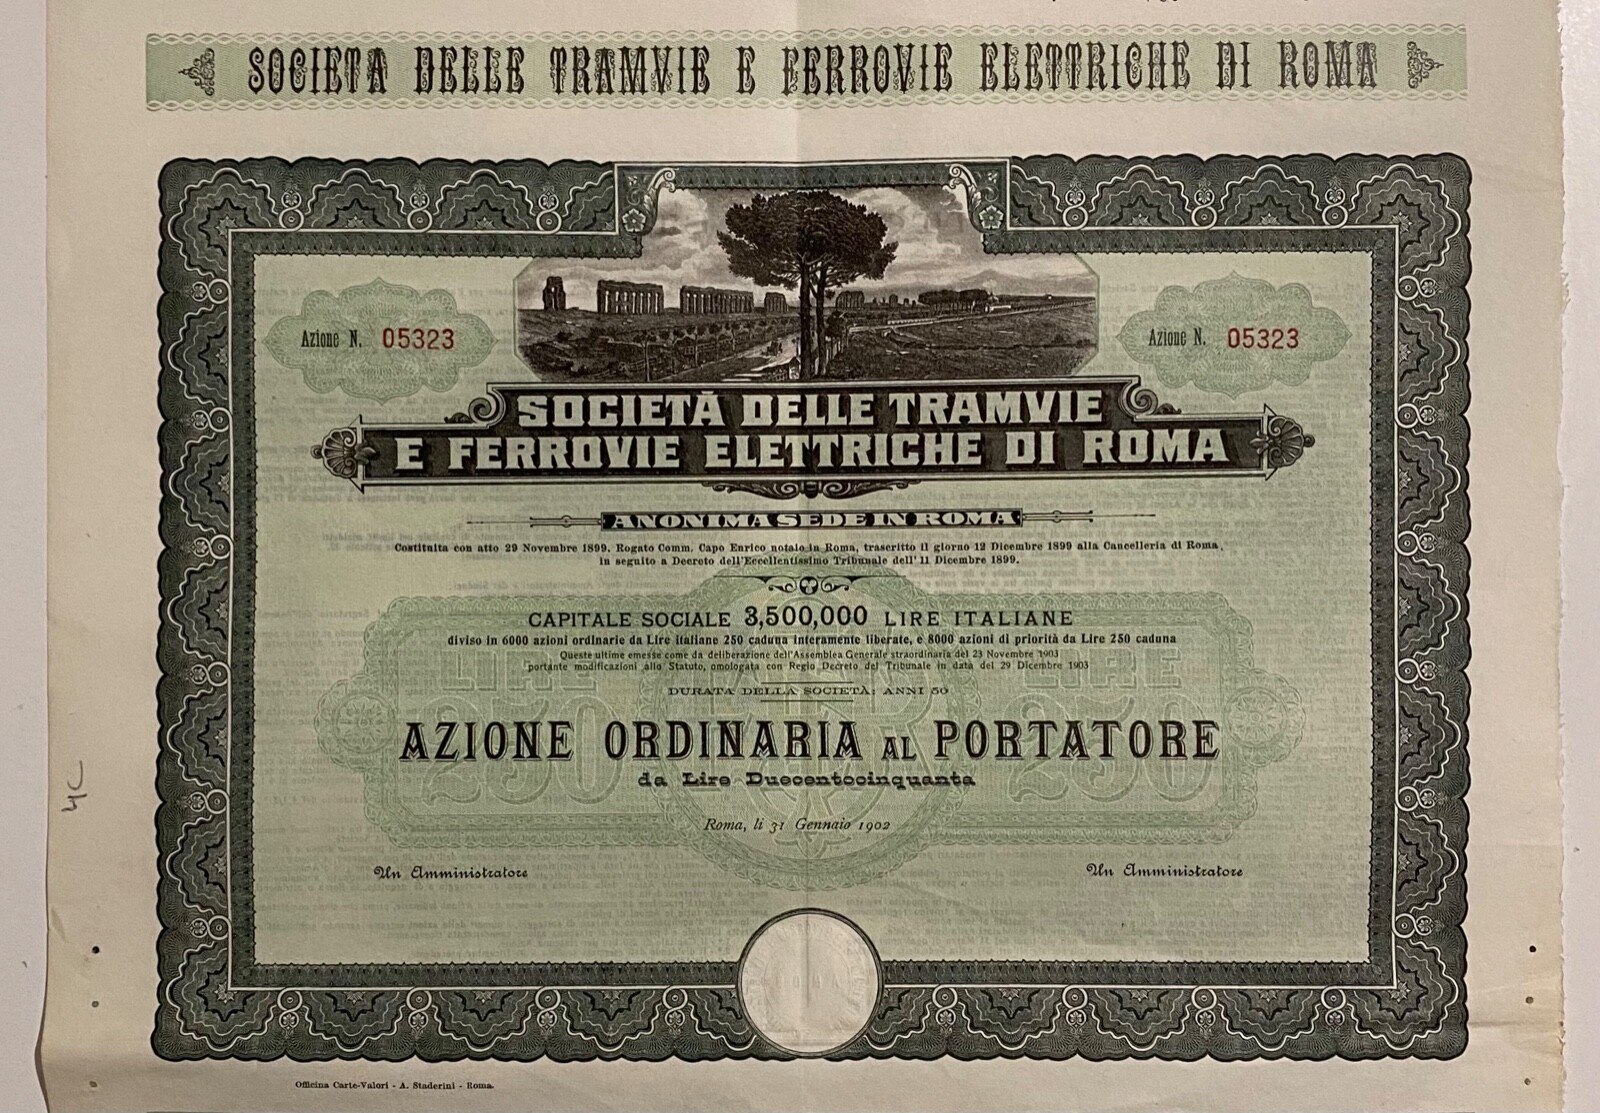 SOCIETA DELLE TRAMVIE E FERROVIE ELETTRICHE DI ROMA
Azione N. 05323
Azione N. 05323
SOCIETÀ DELLE TRAMVIE
E FERROVIE ELETTRICHE DI ROMA
ANONIMA SEDE IN ROMA
Costituita con atto 29 Novembre 1899. Rogato Comm. Capo Enrico notaio in Roma, trascritto il giorno 12 Dicembre 1899 alla Cancelleria di Roma,
in seguito a Decreto dell'Eccellentissimo Tribunale dell'11 Dicembre 1899.
CAPITALE SOCIALE 3,500,000 LIRE ITALIANE
diviso in 6000 azioni ordinarie da Lire italiane 250 caduna interamente liberate, e 8000 azioni di priorità da Lire 250 caduna
Queste ultime emesse come da deliberazione dell'Assemblea Generale straordinaria del 23 Novembre 1903
portante modificazioni allo Statuto, omologata con Regio Decreto del Tribunale in data del 29 Dicembre 1903
LIRE LIRE
DURATA DELLA SOCIETÀ: ANNI 50
250 250
AZIONE ORDINARIA AL PORTATORE
da Lire Duecentocinquanta
Roma, li 31 Gennaio 1902
Un Amministratore
Un Amministratore
Officina Carte-Valori - A. Staderini - Roma.